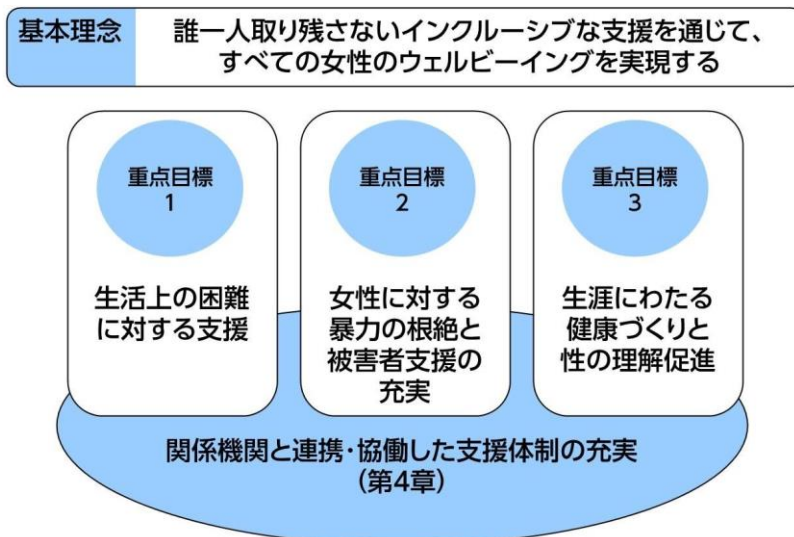 基本理念
誰一人取り残さないインクルーシブな支援を通じて、
すべての女性のウェルビーイングを実現する
重点目標
1
生活上の困難
に対する支援
重点目標
2
女性に対する
暴力の根絶と
被害者支援の
充実
重点目標
3
生涯にわたる
健康づくりと
性の理解促進
関係機関と連携・協働した支援体制の充実
(第4章)